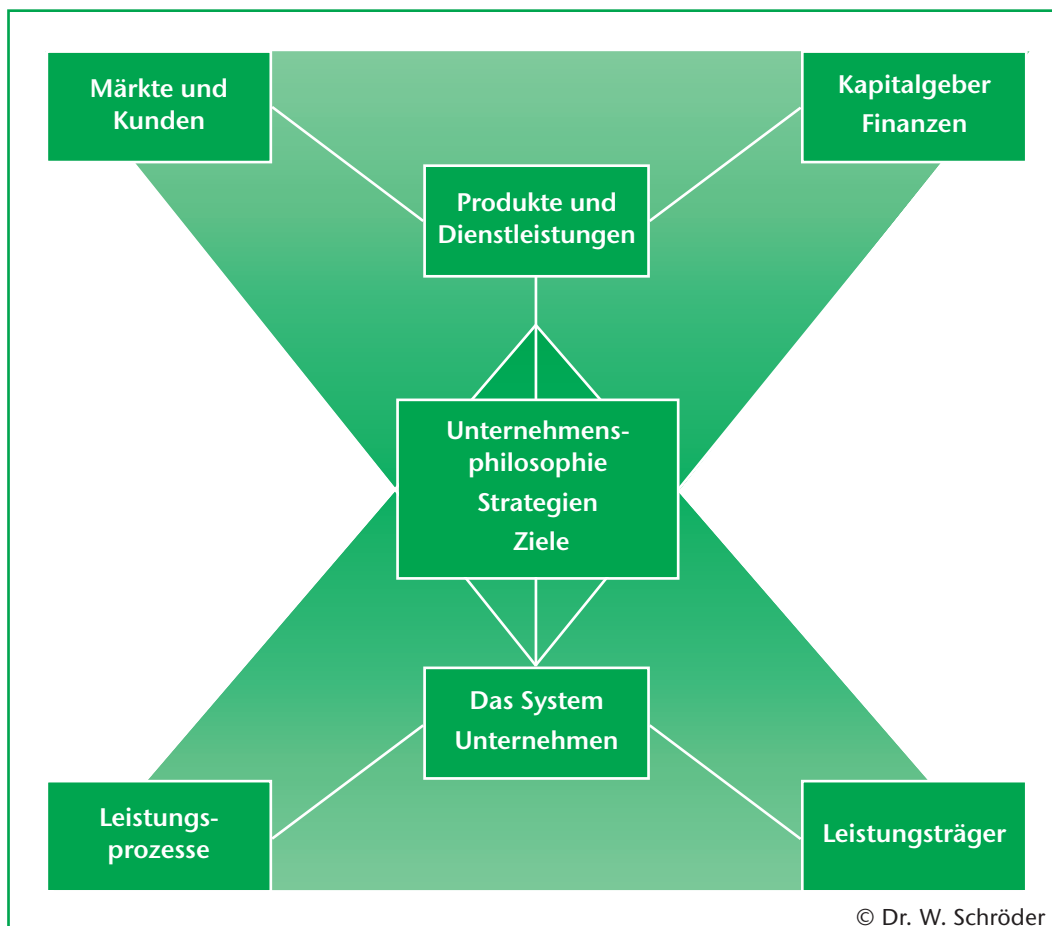 Märkte und
Kunden
Kapitalgeber
Finanzen
Produkte und
Dienstleistungen
Unternehmens-
philosophie
Strategien
Ziele
Das System
Unternehmen
Leistungs-
prozesse
Leistungsträger
© Dr. W. Schröder